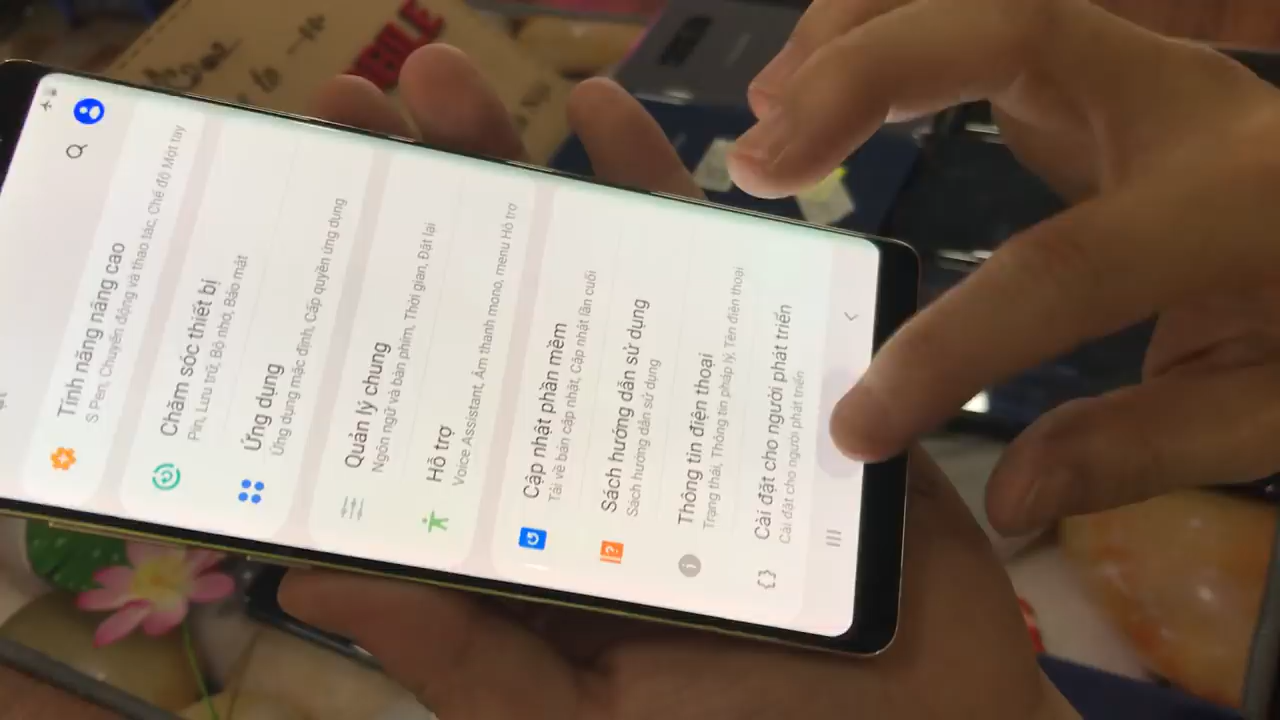 Tính năng nâng cao
S Pen, Chuyển động và thao tác, Chế độ Một tay
Chăm sóc thiết bị
Pin, Lưu trữ, Bộ nhớ, Bảo mật
Ứng dụng
Ứng dụng mặc định, Cấp quyền ứng dụng
Quản lý chung
Ngôn ngữ và bàn phím, Thời gian, Đặt lại
Hỗ trợ
Voice Assistant, Âm thanh mono, menu Hỗ trợ
Cập nhật phần mềm
Tải về bản cập nhật, Cập nhật lần cuối
Sách hướng dẫn sử dụng
Sách hướng dẫn sử dụng
Thông tin điện thoại
Trạng thái, Thông tin pháp lý, Tên điện thoại
Cài đặt cho người phát triển
Cài đặt cho người phát triển